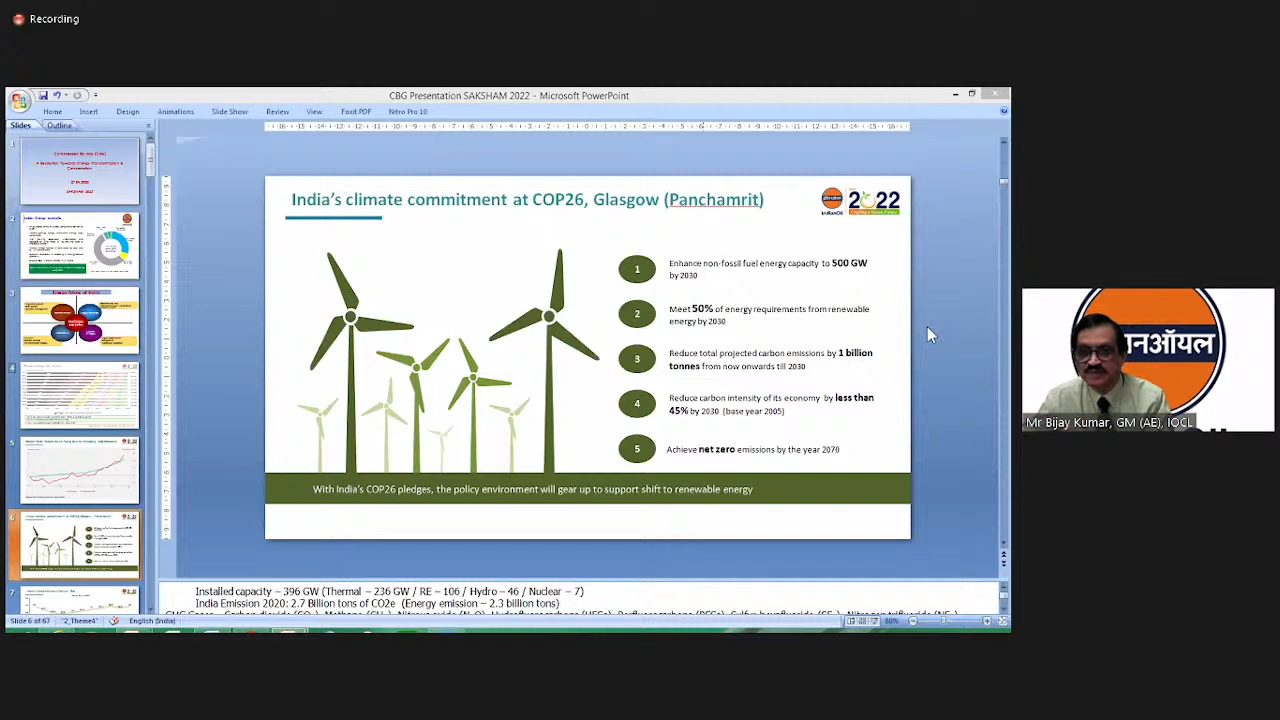 Recording
CBG Presentation SAKSHAM 2022 - Microsoft PowerPoint
Home Insert Design Animations Slide Show Review View Foxit PDF Nitro Pro 10
Slides Outline
India's climate commitment at COP26, Glasgow (Panchamrit)
IndianOil
2022
1
Enhance non-fossil fuel energy capacity to 500 GW
by 2030
2
Meet 50% of energy requirements from renewable
energy by 2030
3
Reduce total projected carbon emissions by 1 billion
tonnes from now onwards till 2030
4
Reduce carbon intensity of its economy by less than
45% by 2030 (base year 2005)
5
Achieve net zero emissions by the year 2070
With India's COP26 pledges, the policy environment will gear up to support shift to renewable energy
Installed capacity – 396 GW (Thermal – 236 GW / RE – 106 / Hydro – 46 / Nuclear – 7)
India Emission 2020: 2.7 Billion tons of CO2e (Energy emission – 2.3 billion tons)
Slide 6 of 67 "2_Theme4" English (India) 80%
नऑयल
Mr Bijay Kumar, GM (AE), IOCL